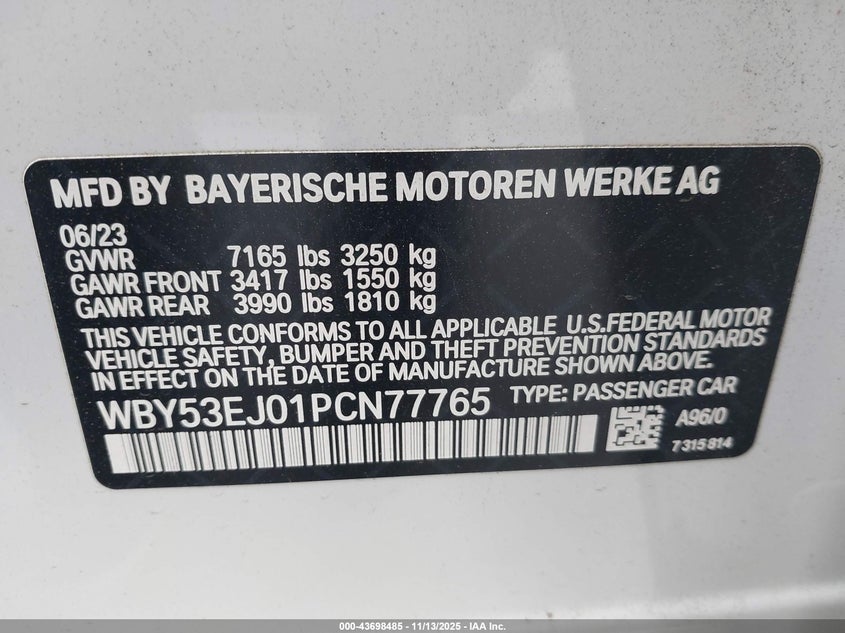 MFD BY BAYERISCHE MOTOREN WERKE AG
06/23
GVWR 7165 lbs 3250 kg
GAWR FRONT 3417 lbs 1550 kg
GAWR REAR 3990 lbs 1810 kg
THIS VEHICLE CONFORMS TO ALL APPLICABLE U.S.FEDERAL MOTOR
VEHICLE SAFETY, BUMPER AND THEFT PREVENTION STANDARDS
IN EFFECT ON THE DATE OF MANUFACTURE SHOWN ABOVE.
WBY53EJ01PCN77765 TYPE: PASSENGER CAR
A96/0
7315814
000-43698485 - 11/13/2025 - IAA Inc.